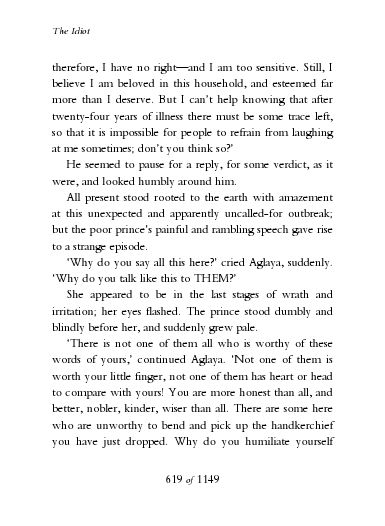 The Idiot
therefore, I have no right—and I am too sensitive. Still, I
believe I am beloved in this household, and esteemed far
more than I deserve. But I can’t help knowing that after
twenty-four years of illness there must be some trace left,
so that it is impossible for people to refrain from laughing
at me sometimes; don’t you think so?’
He seemed to pause for a reply, for some verdict, as it
were, and looked humbly around him.
All present stood rooted to the earth with amazement
at this unexpected and apparently uncalled-for outbreak;
but the poor prince’s painful and rambling speech gave rise
to a strange episode.
‘Why do you say all this here?’ cried Aglaya, suddenly.
‘Why do you talk like this to THEM?’
She appeared to be in the last stages of wrath and
irritation; her eyes flashed. The prince stood dumbly and
blindly before her, and suddenly grew pale.
‘There is not one of them all who is worthy of these
words of yours,’ continued Aglaya. ‘Not one of them is
worth your little finger, not one of them has heart or head
to compare with yours! You are more honest than all, and
better, nobler, kinder, wiser than all. There are some here
who are unworthy to bend and pick up the handkerchief
you have just dropped. Why do you humiliate yourself
619 of 1149